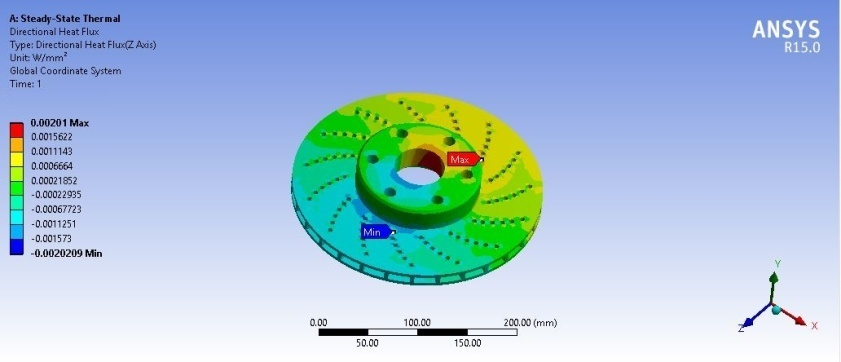 A: Steady-State Thermal
Directional Heat Flux
Type: Directional Heat Flux(Z Axis)
Unit: W/mm²
Global Coordinate System
Time: 1
ANSYS
R15.0
0.00201 Max
0.0015622
0.0011143
0.0006664
0.00021852
-0.00022935
-0.00067723
-0.0011251
-0.001573
-0.0020209 Min
Max
Min
0.00 100.00 200.00 (mm)
50.00 150.00
Y
Z X